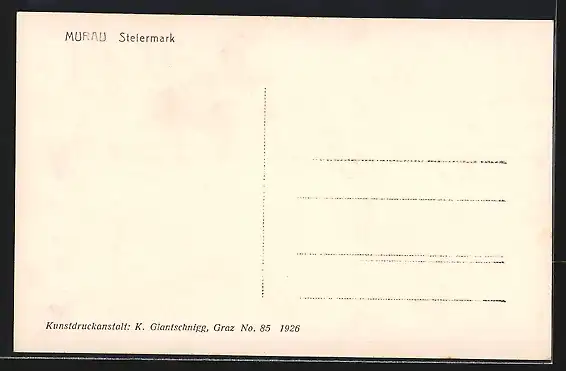 MURAU Steiermark
Kunstdruckanstalt: K. Giantschnigg, Graz No. 85 1926